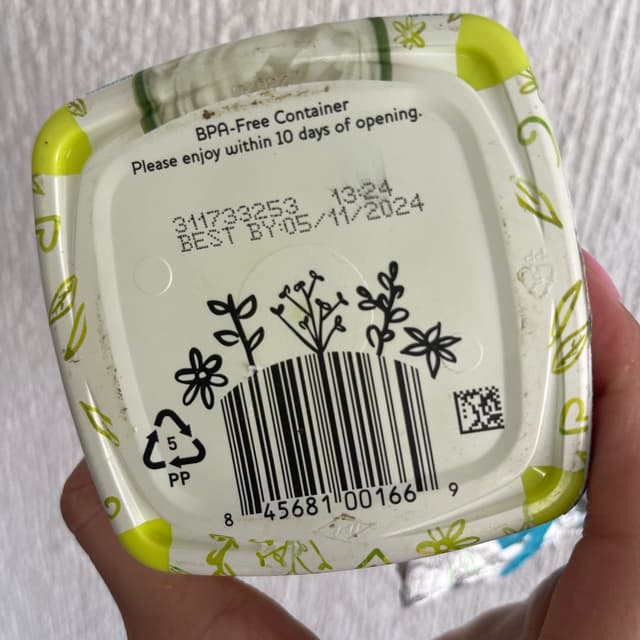 BPA-Free Container
Please enjoy within 10 days of opening.
311733253 13:24
BEST BY:05/11/2024
5
PP
8 45681 00166 9